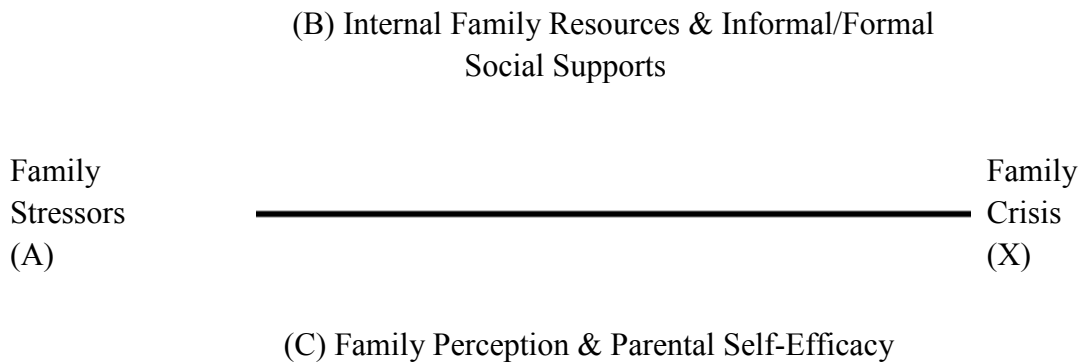 (B) Internal Family Resources & Informal/Formal
Social Supports
Family
Stressors
(A)
Family
Crisis
(X)
(C) Family Perception & Parental Self-Efficacy